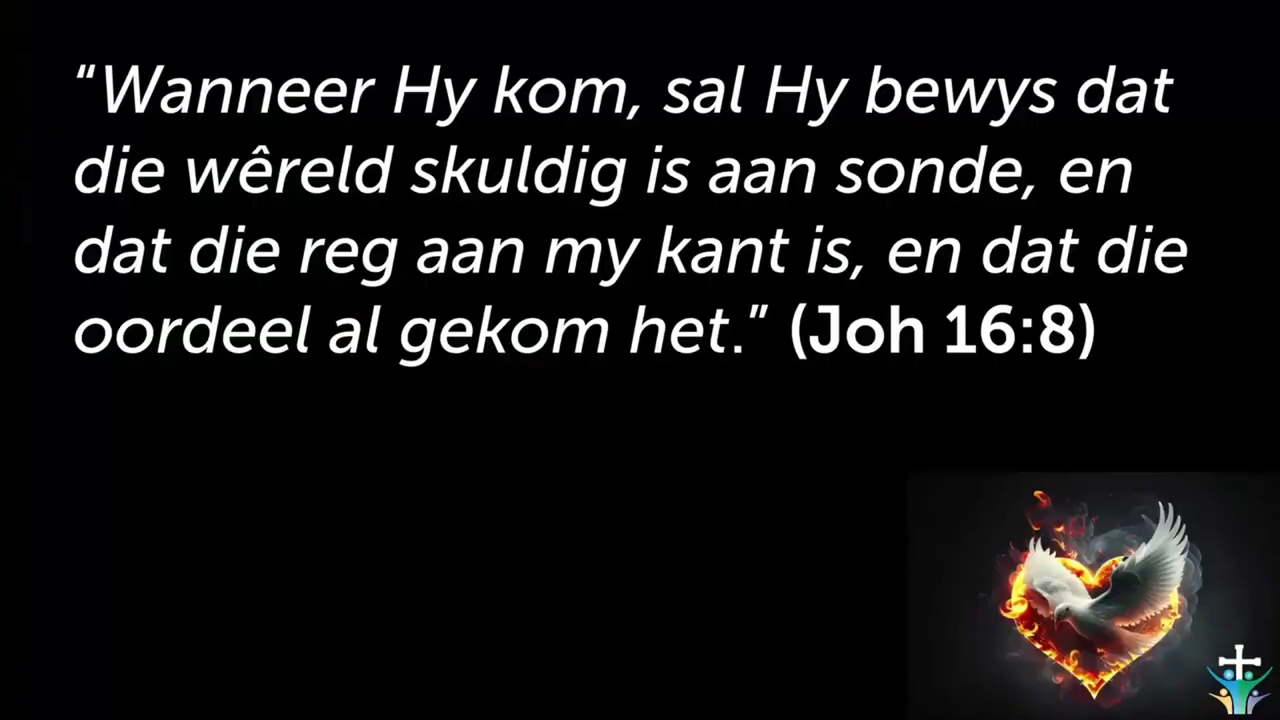 “Wanneer Hy kom, sal Hy bewys dat
die wêreld skuldig is aan sonde, en
dat die reg aan my kant is, en dat die
oordeel al gekom het.” (Joh 16:8)